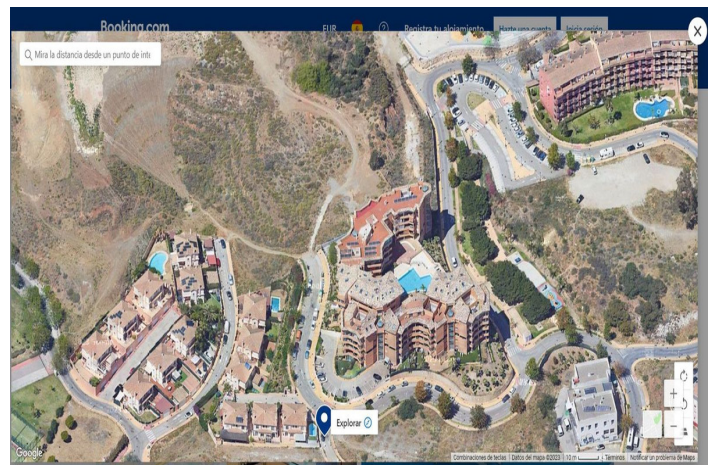 Booking.com
EUR
Registra tu alojamiento
Hazte una cuenta
Inicia sesión
Mira la distancia desde un punto de inte
Explorar
Google
Combinaciones de teclas
Datos del mapa ©2023
10 m
Términos
Notificar un problema de Maps